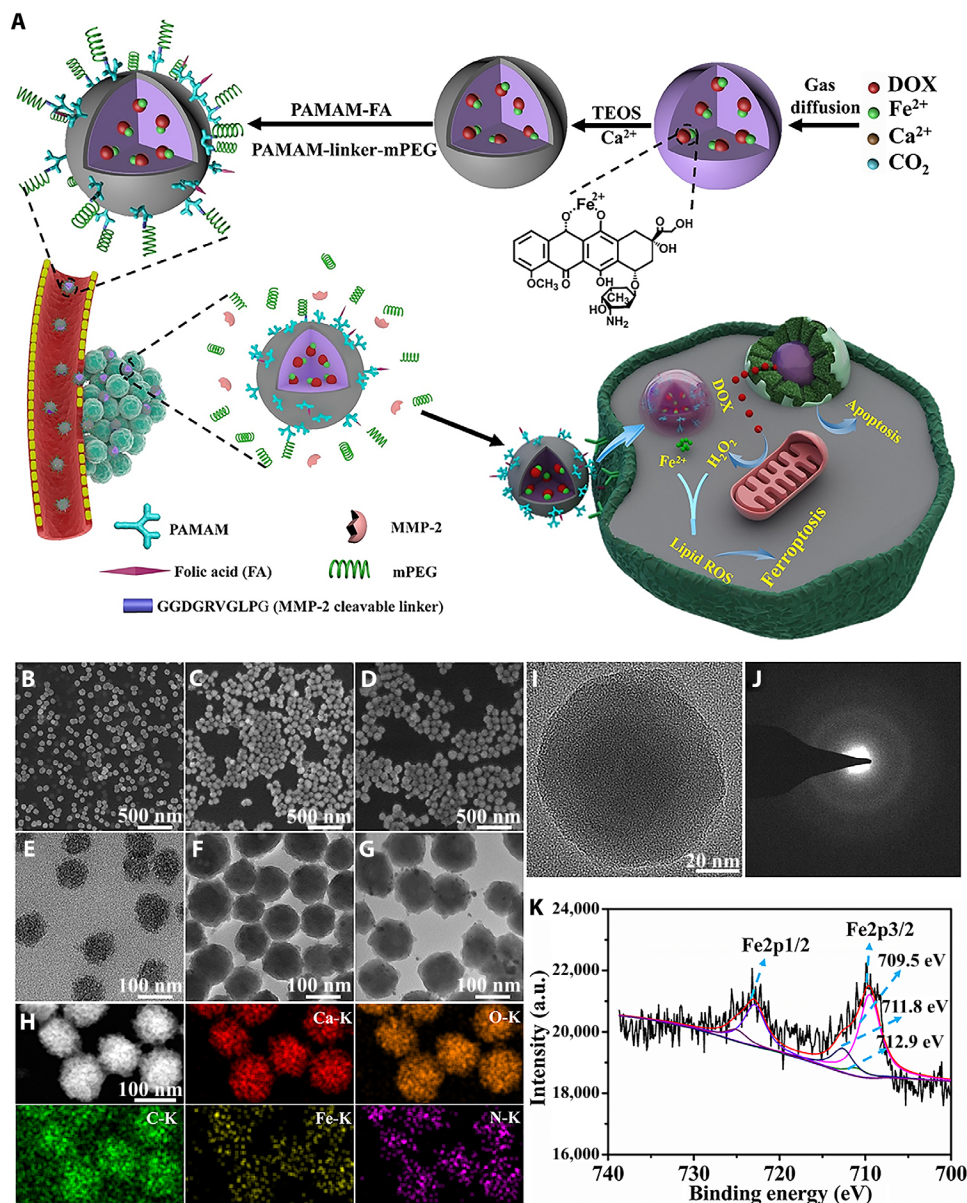 A
PAMAM-FA
PAMAM-linker-mPEG
TEOS
Ca2+
Gas
diffusion
DOX
Fe2+
Ca2+
CO2
Fe2+
O
O
O
OH
OH
OCH3
O
OH
O
CH3
O
HO
NH2
DOX
Fe2+
H2O2
Apoptosis
Lipid ROS
Ferroptosis
PAMAM
MMP-2
Folic acid (FA)
mPEG
GGDGRVGLPG (MMP-2 cleavable linker)
B
500 nm
C
500 nm
D
500 nm
E
100 nm
F
100 nm
G
100 nm
H
100 nm
Ca-K
O-K
C-K
Fe-K
N-K
I
20 nm
J
K
24,000
22,000
20,000
18,000
16,000
Intensity (a.u.)
Fe2p1/2
Fe2p3/2
709.5 eV
711.8 eV
712.9 eV
740
730
720
710
700
Binding energy (eV)